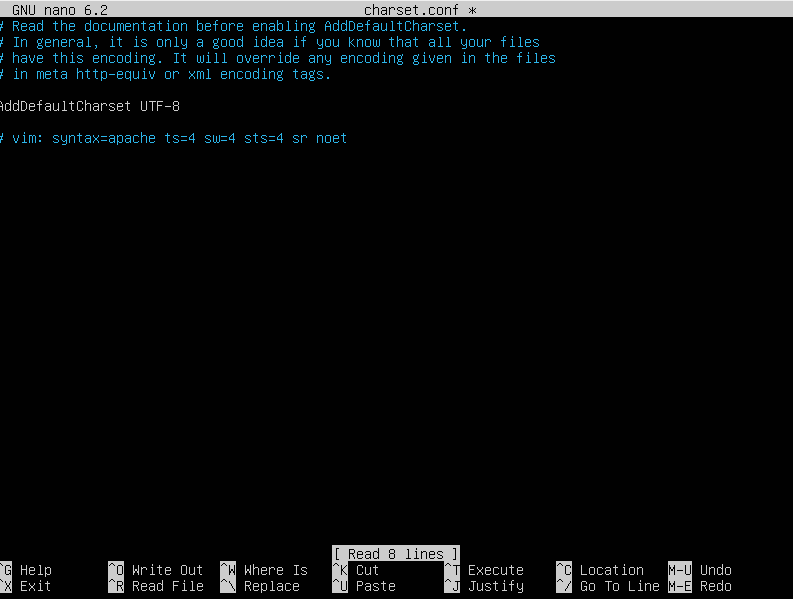 GNU nano 6.2 charset.conf *
# Read the documentation before enabling AddDefaultCharset.
# In general, it is only a good idea if you know that all your files
# have this encoding. It will override any encoding given in the files
# in meta http-equiv or xml encoding tags.
AddDefaultCharset UTF-8
# vim: syntax=apache ts=4 sw=4 sts=4 sr noet
[ Read 8 lines ]
^G Help ^O Write Out ^W Where Is ^K Cut ^T Execute ^C Location M-U Undo
^X Exit ^R Read File ^\ Replace ^U Paste ^J Justify ^/ Go To Line M-E Redo